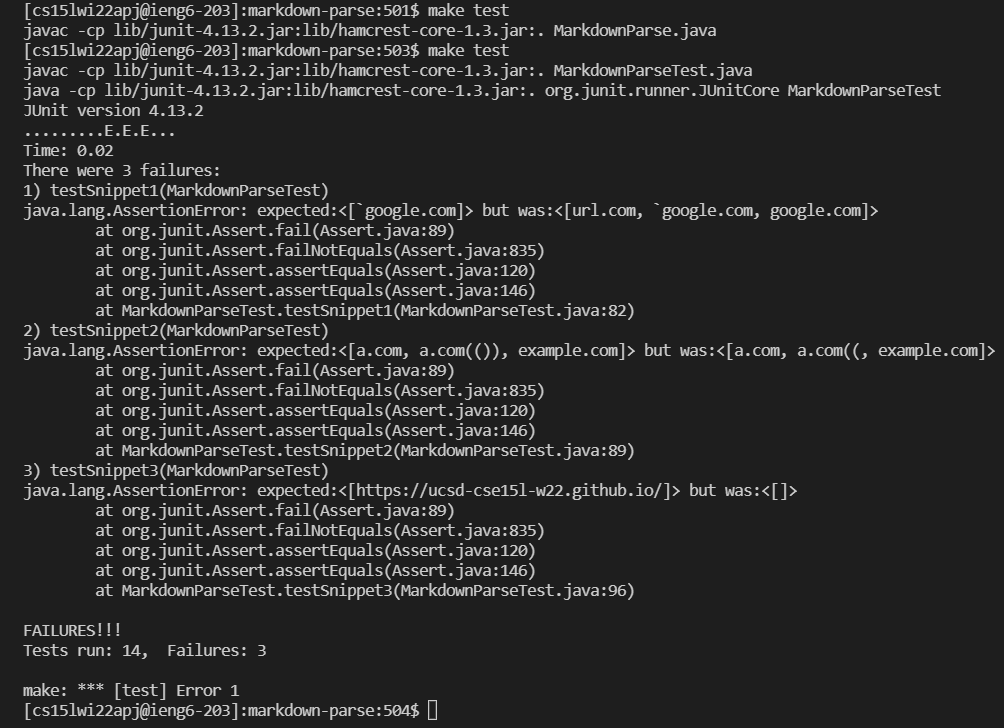 [cs15lwi22apj@ieng6-203]:markdown-parse:501$ make test
javac -cp lib/junit-4.13.2.jar:lib/hamcrest-core-1.3.jar:. MarkdownParse.java
[cs15lwi22apj@ieng6-203]:markdown-parse:503$ make test
javac -cp lib/junit-4.13.2.jar:lib/hamcrest-core-1.3.jar:. MarkdownParseTest.java
java -cp lib/junit-4.13.2.jar:lib/hamcrest-core-1.3.jar:. org.junit.runner.JUnitCore MarkdownParseTest
JUnit version 4.13.2
.........E.E.E...
Time: 0.02
There were 3 failures:
1) testSnippet1(MarkdownParseTest)
java.lang.AssertionError: expected:<[`google.com]> but was:<[url.com, `google.com, google.com]>
        at org.junit.Assert.fail(Assert.java:89)
        at org.junit.Assert.failNotEquals(Assert.java:835)
        at org.junit.Assert.assertEquals(Assert.java:120)
        at org.junit.Assert.assertEquals(Assert.java:146)
        at MarkdownParseTest.testSnippet1(MarkdownParseTest.java:82)
2) testSnippet2(MarkdownParseTest)
java.lang.AssertionError: expected:<[a.com, a.com(()), example.com]> but was:<[a.com, a.com((, example.com]>
        at org.junit.Assert.fail(Assert.java:89)
        at org.junit.Assert.failNotEquals(Assert.java:835)
        at org.junit.Assert.assertEquals(Assert.java:120)
        at org.junit.Assert.assertEquals(Assert.java:146)
        at MarkdownParseTest.testSnippet2(MarkdownParseTest.java:89)
3) testSnippet3(MarkdownParseTest)
java.lang.AssertionError: expected:<[https://ucsd-cse15l-w22.github.io/]> but was:<[]>
        at org.junit.Assert.fail(Assert.java:89)
        at org.junit.Assert.failNotEquals(Assert.java:835)
        at org.junit.Assert.assertEquals(Assert.java:120)
        at org.junit.Assert.assertEquals(Assert.java:146)
        at MarkdownParseTest.testSnippet3(MarkdownParseTest.java:96)

FAILURES!!!
Tests run: 14,  Failures: 3

make: *** [test] Error 1
[cs15lwi22apj@ieng6-203]:markdown-parse:504$